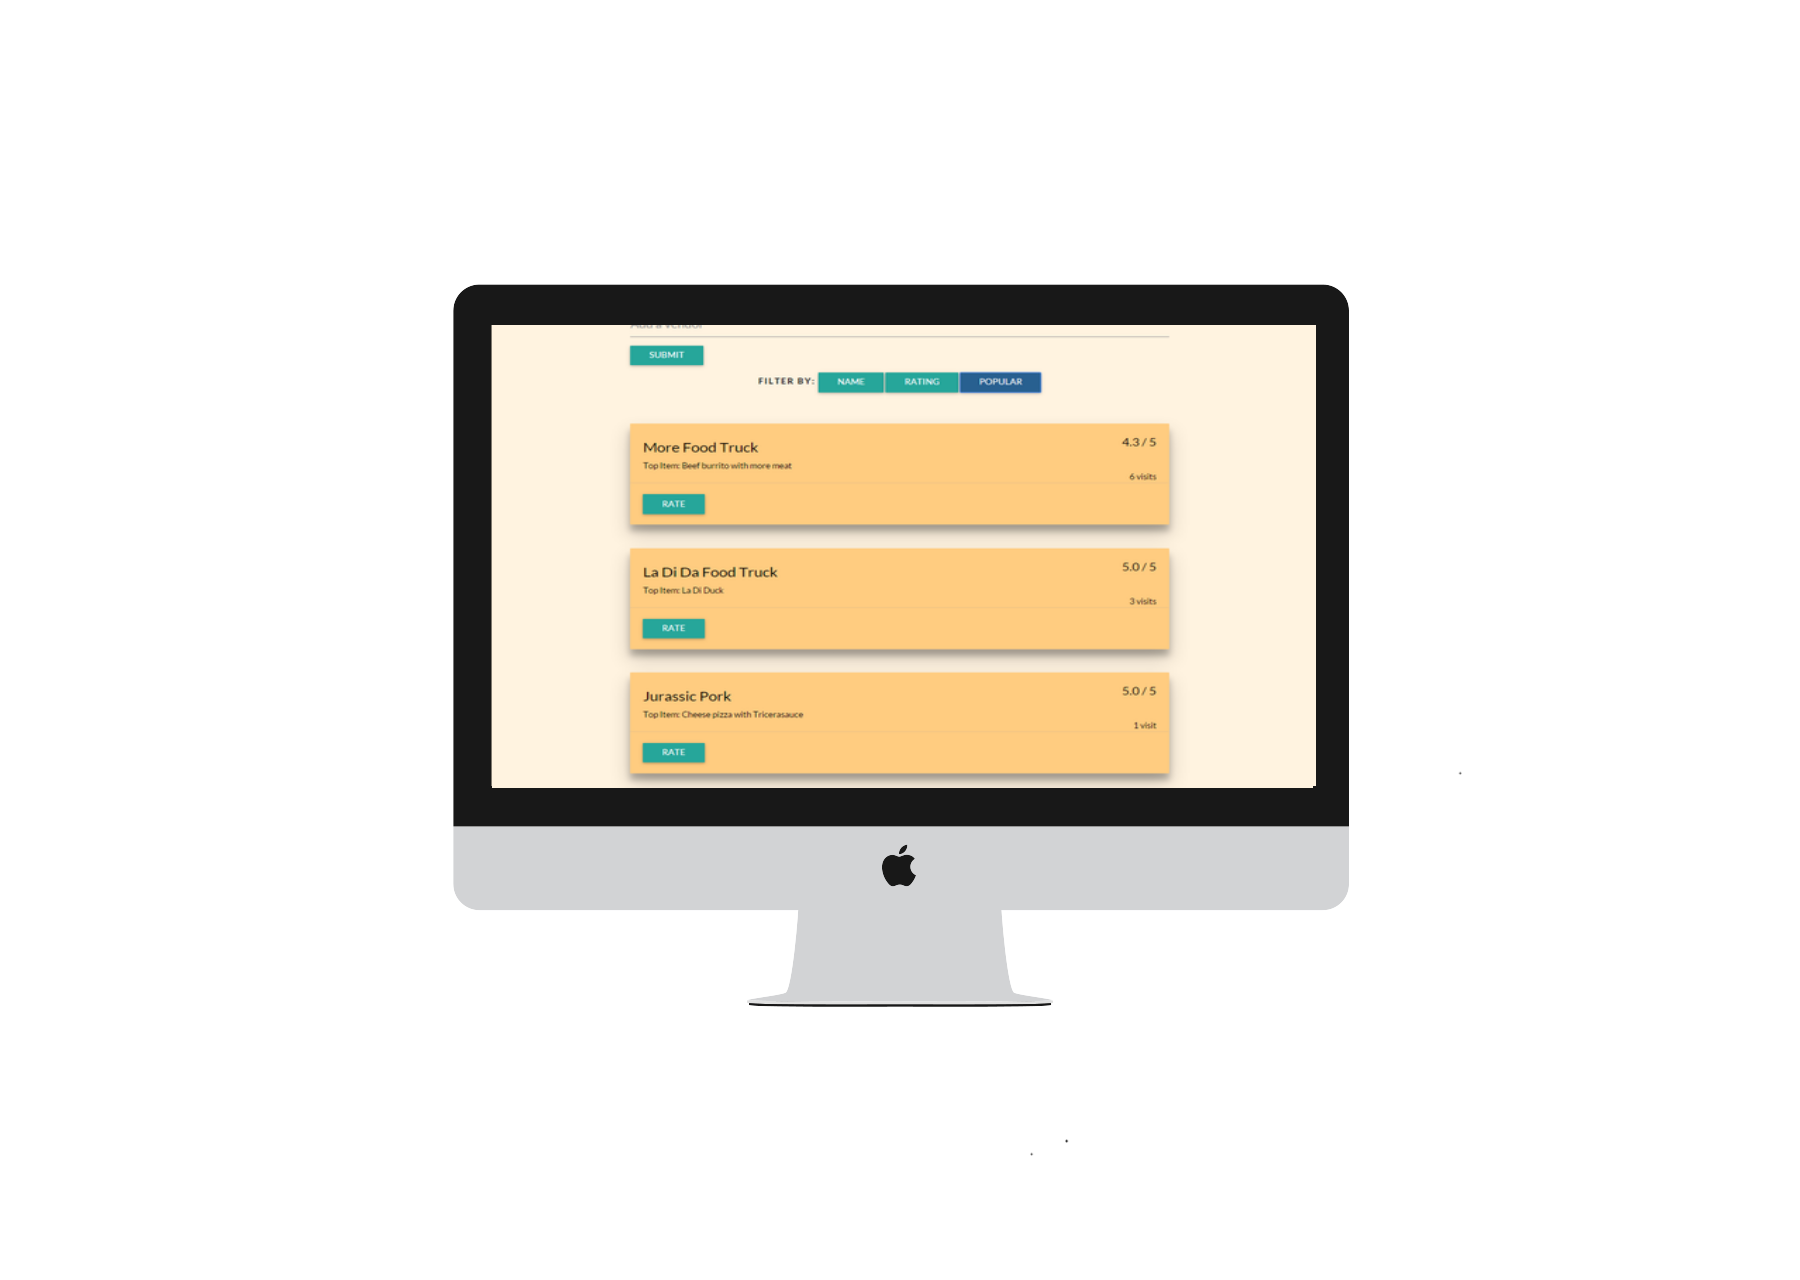 Add a vendor
SUBMIT
FILTER BY: NAME RATING POPULAR
More Food Truck 4.3 / 5
Top Item: Beef burrito with more meat
6 visits
RATE
La Di Da Food Truck 5.0 / 5
Top Item: La Di Duck
3 visits
RATE
Jurassic Pork 5.0 / 5
Top Item: Cheese pizza with Tricerasauce
1 visit
RATE